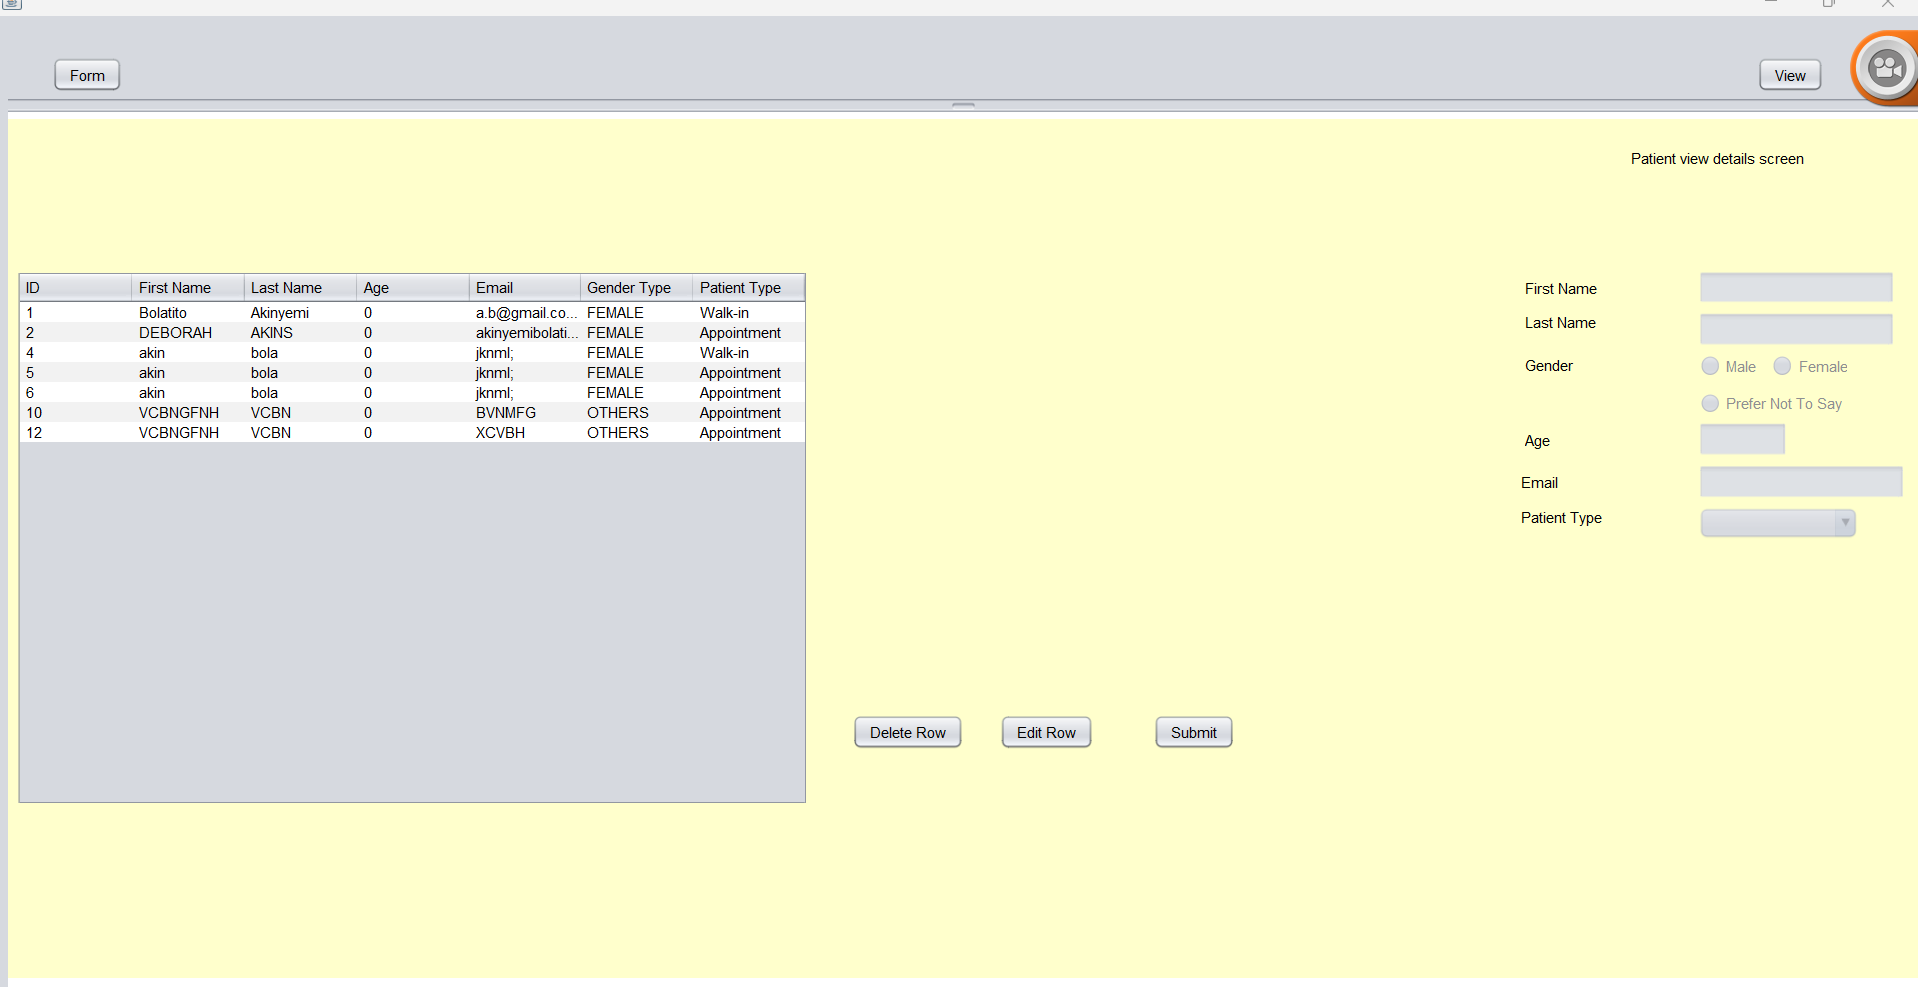 Form
View
Patient view details screen
ID First Name Last Name Age Email Gender Type Patient Type
1 Bolatito Akinyemi 0 a.b@gmail.co... FEMALE Walk-in
2 DEBORAH AKINS 0 akinyemibolati... FEMALE Appointment
4 akin bola 0 jknml; FEMALE Walk-in
5 akin bola 0 jknml; FEMALE Appointment
6 akin bola 0 jknml; FEMALE Appointment
10 VCBNGFNH VCBN 0 BVNMFG OTHERS Appointment
12 VCBNGFNH VCBN 0 XCVBH OTHERS Appointment
First Name
Last Name
Gender Male Female
Prefer Not To Say
Age
Email
Patient Type
Delete Row Edit Row Submit